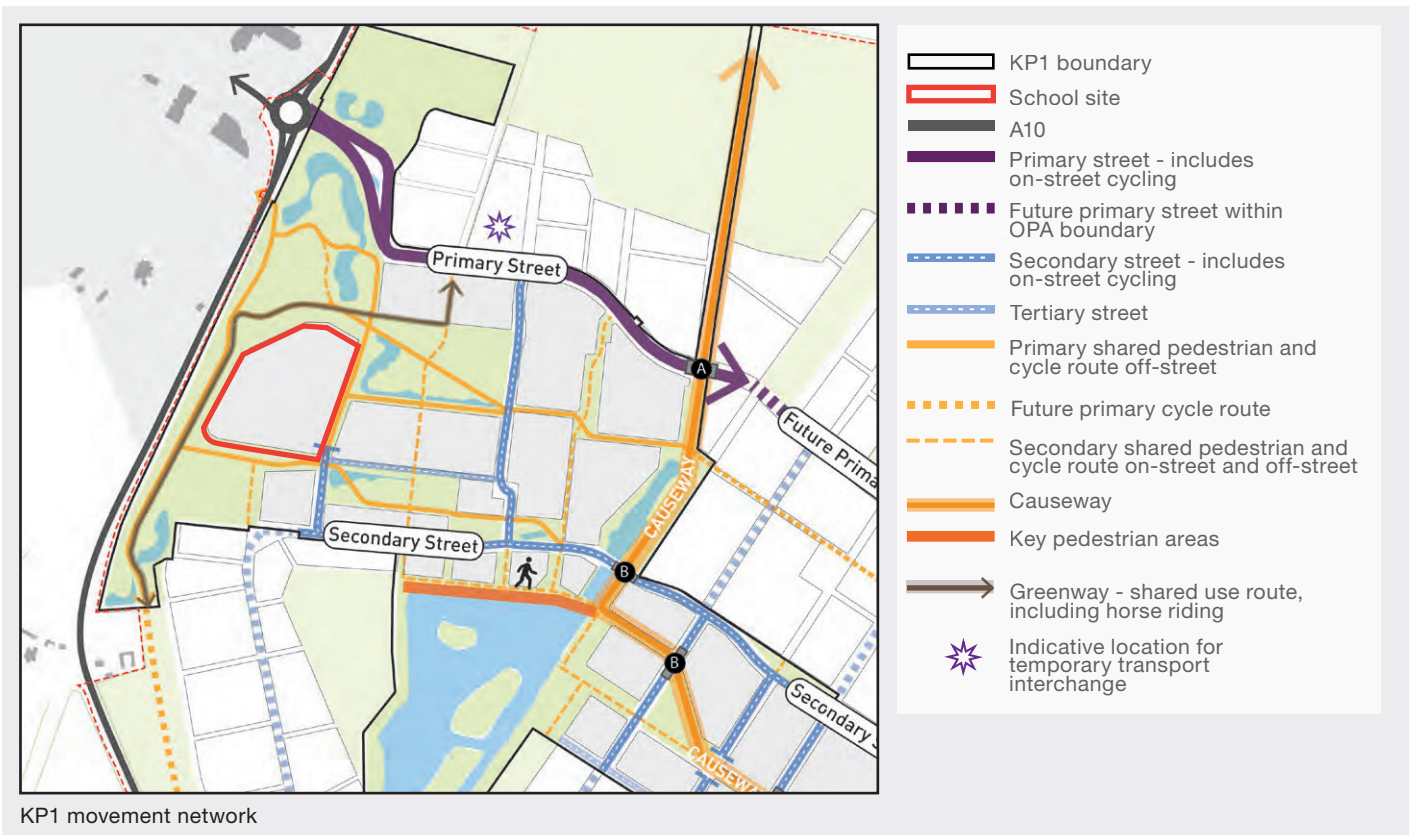 Primary Street
A
Future Prima
CAUSEWAY
Secondary Street
B
B
Secondary S
CAUSEWA
KP1 boundary
School site
A10
Primary street - includes
on-street cycling
Future primary street within
OPA boundary
Secondary street - includes
on-street cycling
Tertiary street
Primary shared pedestrian and
cycle route off-street
Future primary cycle route
Secondary shared pedestrian and
cycle route on-street and off-street
Causeway
Key pedestrian areas
Greenway - shared use route,
including horse riding
Indicative location for
temporary transport
interchange
KP1 movement network